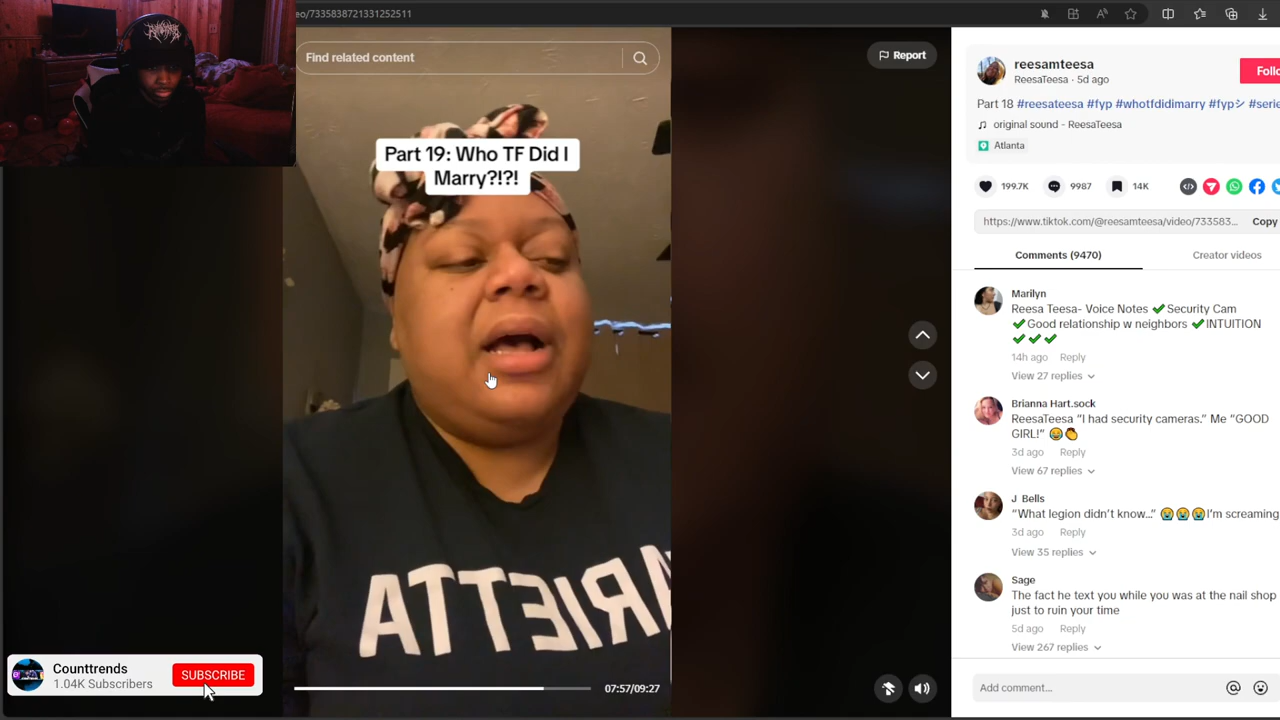 eo/7335838721331252511
Find related content
Report
Part 19: Who TF Did I
Marry?!?!
ARIETTA
07:57/09:27
Counttrends
1.04K Subscribers
SUBSCRIBE
reesamteesa
ReesaTeesa · 5d ago
Follo
Part 18 #reesateesa #fyp #whotfdidimarry #fypシ #serie
♫ original sound - ReesaTeesa
Atlanta
199.7K
9987
14K
https://www.tiktok.com/@reesamteesa/video/733583...
Copy
Comments (9470)
Creator videos
Marilyn
Reesa Teesa- Voice Notes ✔Security Cam
✔Good relationship w neighbors ✔INTUITION
✔✔✔
14h ago Reply
View 27 replies
Brianna Hart.sock
ReesaTeesa “I had security cameras.” Me “GOOD
GIRL!” 😂👏
3d ago Reply
View 67 replies
J Bells
“What legion didn’t know...” 😭😭😭I’m screaming
3d ago Reply
View 35 replies
Sage
The fact he text you while you was at the nail shop
just to ruin your time
5d ago Reply
View 267 replies
Add comment...